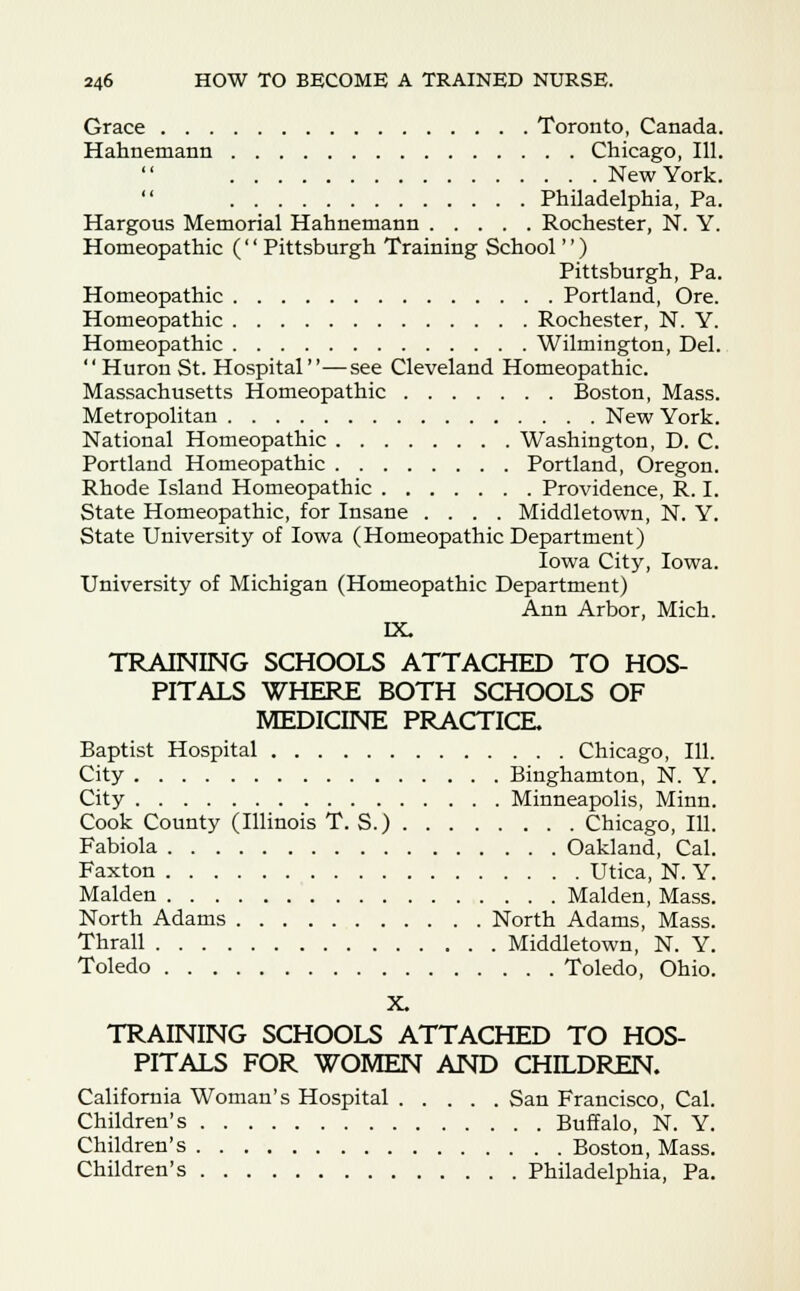 246 HOW TO BECOME A TRAINED NURSE.
Grace . . . . . . . . . . . . . . . . Toronto, Canada.
Hahnemann . . . . . . . . . . . . . . . Chicago, Ill.
" . . . . . . . . . . . . . . . . New York.
" . . . . . . . . . . . . . Philadelphia, Pa.
Hargous Memorial Hahnemann . . . . . Rochester, N. Y.
Homeopathic ("Pittsburgh Training School")
Pittsburgh, Pa.
Homeopathic . . . . . . . . . . . . . . Portland, Ore.
Homeopathic . . . . . . . . . . . . . Rochester, N. Y.
Homeopathic . . . . . . . . . . . . . Wilmington, Del.
"Huron St. Hospital"—see Cleveland Homeopathic.
Massachusetts Homeopathic . . . . . . . Boston, Mass.
Metropolitan . . . . . . . . . . . . . . . . New York.
National Homeopathic . . . . . . . . Washington, D. C.
Portland Homeopathic . . . . . . . . Portland, Oregon.
Rhode Island Homeopathic . . . . . . . Providence, R. I.
State Homeopathic, for Insane . . . . Middletown, N. Y.
State University of Iowa (Homeopathic Department)
Iowa City, Iowa.
University of Michigan (Homeopathic Department)
Ann Arbor, Mich.
IX.
TRAINING SCHOOLS ATTACHED TO HOS-
PITALS WHERE BOTH SCHOOLS OF
MEDICINE PRACTICE.
Baptist Hospital . . . . . . . . . . . . . Chicago, Ill.
City . . . . . . . . . . . . . . . . Binghamton, N. Y.
City . . . . . . . . . . . . . . . . Minneapolis, Minn.
Cook County (Illinois T. S.) . . . . . . . . Chicago, Ill.
Fabiola . . . . . . . . . . . . . . . . . Oakland, Cal.
Faxton . . . . . . . . . . . . . . . . . . Utica, N. Y.
Malden . . . . . . . . . . . . . . . . . Malden, Mass.
North Adams . . . . . . . . . . . North Adams, Mass.
Thrall . . . . . . . . . . . . . . . Middletown, N. Y.
Toledo . . . . . . . . . . . . . . . . . Toledo, Ohio.
X.
TRAINING SCHOOLS ATTACHED TO HOS-
PITALS FOR WOMEN AND CHILDREN.
California Woman's Hospital . . . . . San Francisco, Cal.
Children's . . . . . . . . . . . . . . . Buffalo, N. Y.
Children's . . . . . . . . . . . . . . . . Boston, Mass.
Children's . . . . . . . . . . . . . . Philadelphia, Pa.